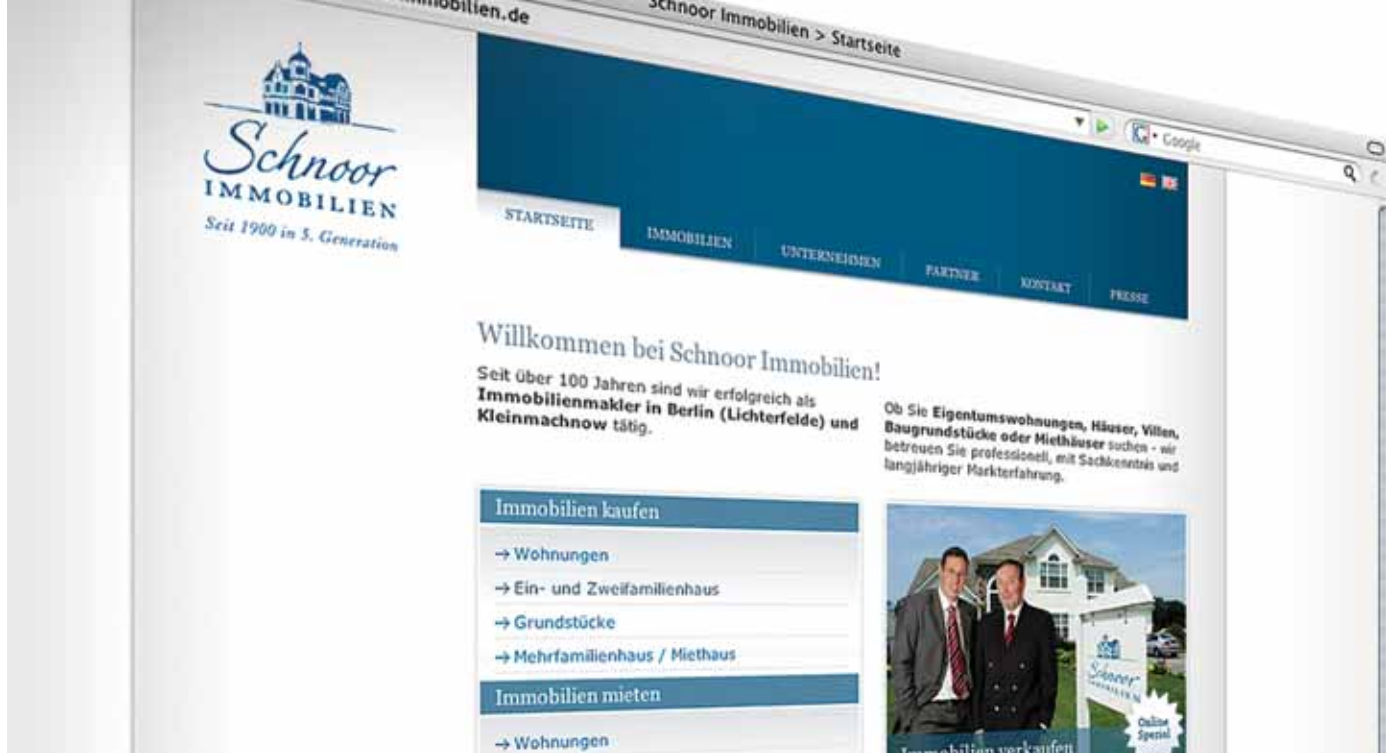 mmobilien.de
Schnoor Immobilien > Startseite
Google
Schnoor
IMMOBILIEN
Seit 1900 in 5. Generation
STARTSEITE
IMMOBILIEN
UNTERNEHMEN
PARTNER
KONTAKT
PRESSE
Willkommen bei Schnoor Immobilien!
Seit über 100 Jahren sind wir erfolgreich als
Immobilienmakler in Berlin (Lichterfelde) und
Kleinmachnow tätig.
Ob Sie Eigentumswohnungen, Häuser, Villen,
Baugrundstücke oder Miethäuser suchen - wir
betreuen Sie professionell, mit Sachkenntnis und
langjähriger Markterfahrung.
Immobilien kaufen
→ Wohnungen
→ Ein- und Zweifamilienhaus
→ Grundstücke
→ Mehrfamilienhaus / Miethaus
Immobilien mieten
→ Wohnungen
Schnoor
IMMOBILIEN
Online
Spezial
Immobilien verkaufen